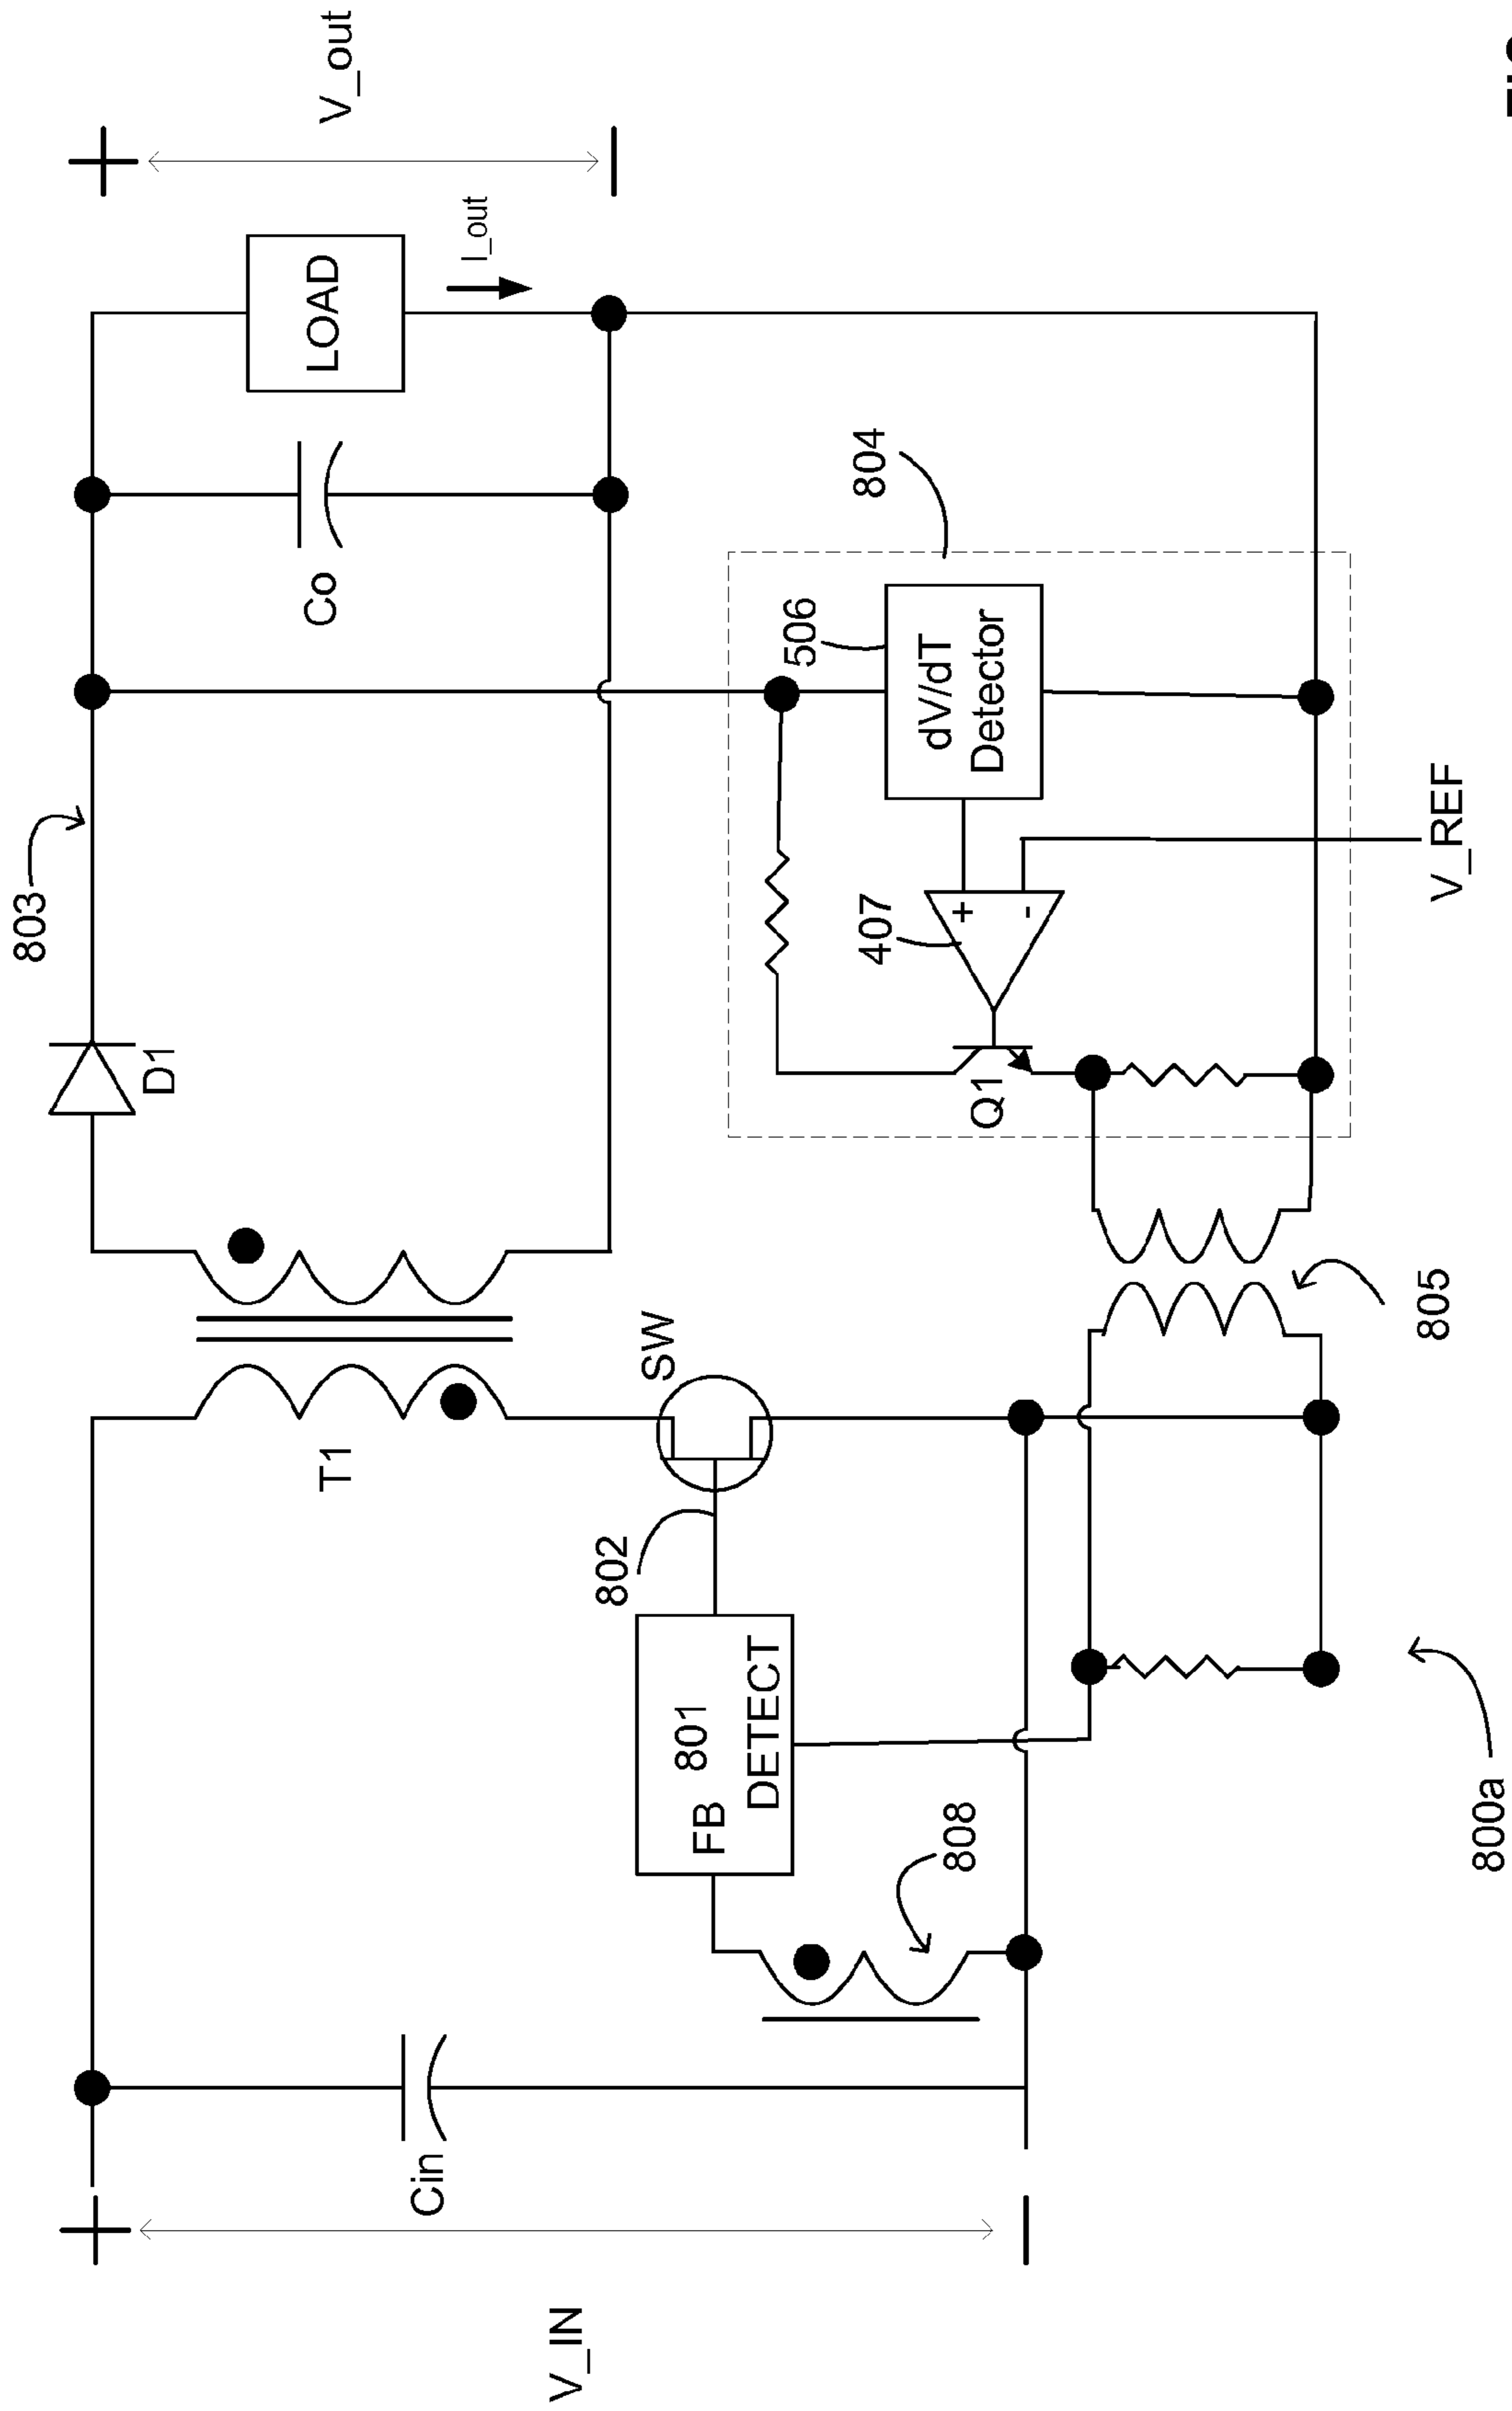 803
D1
V_out
I_out
LOAD
Co
T1
SW
802
FB 801
DETECT
808
Cin
V_IN
804
506
dV/dT
Detector
407
+
-
Q1
V_REF
805
800a